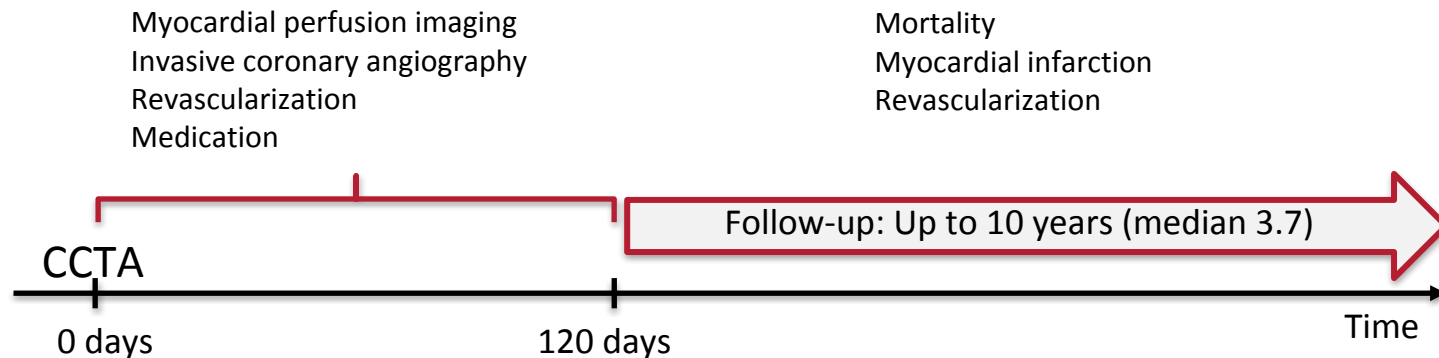 Myocardial perfusion imaging
Invasive coronary angiography
Revascularization
Medication
Mortality
Myocardial infarction
Revascularization
Follow-up: Up to 10 years (median 3.7)
CCTA
0 days
120 days
Time